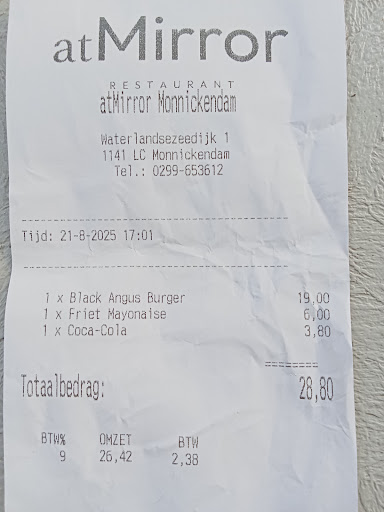 atMirror
RESTAURANT
atMirror Monnickendam
Waterlandsezeedijk 1
1141 LC Monnickendam
Tel.: 0299-653612
Tijd: 21-8-2025 17:01
1 x Black Angus Burger 19,00
1 x Friet Mayonaise 6,00
1 x Coca-Cola 3,80
Totaalbedrag: 28,80
BTW% OMZET BTW
9 26,42 2,38